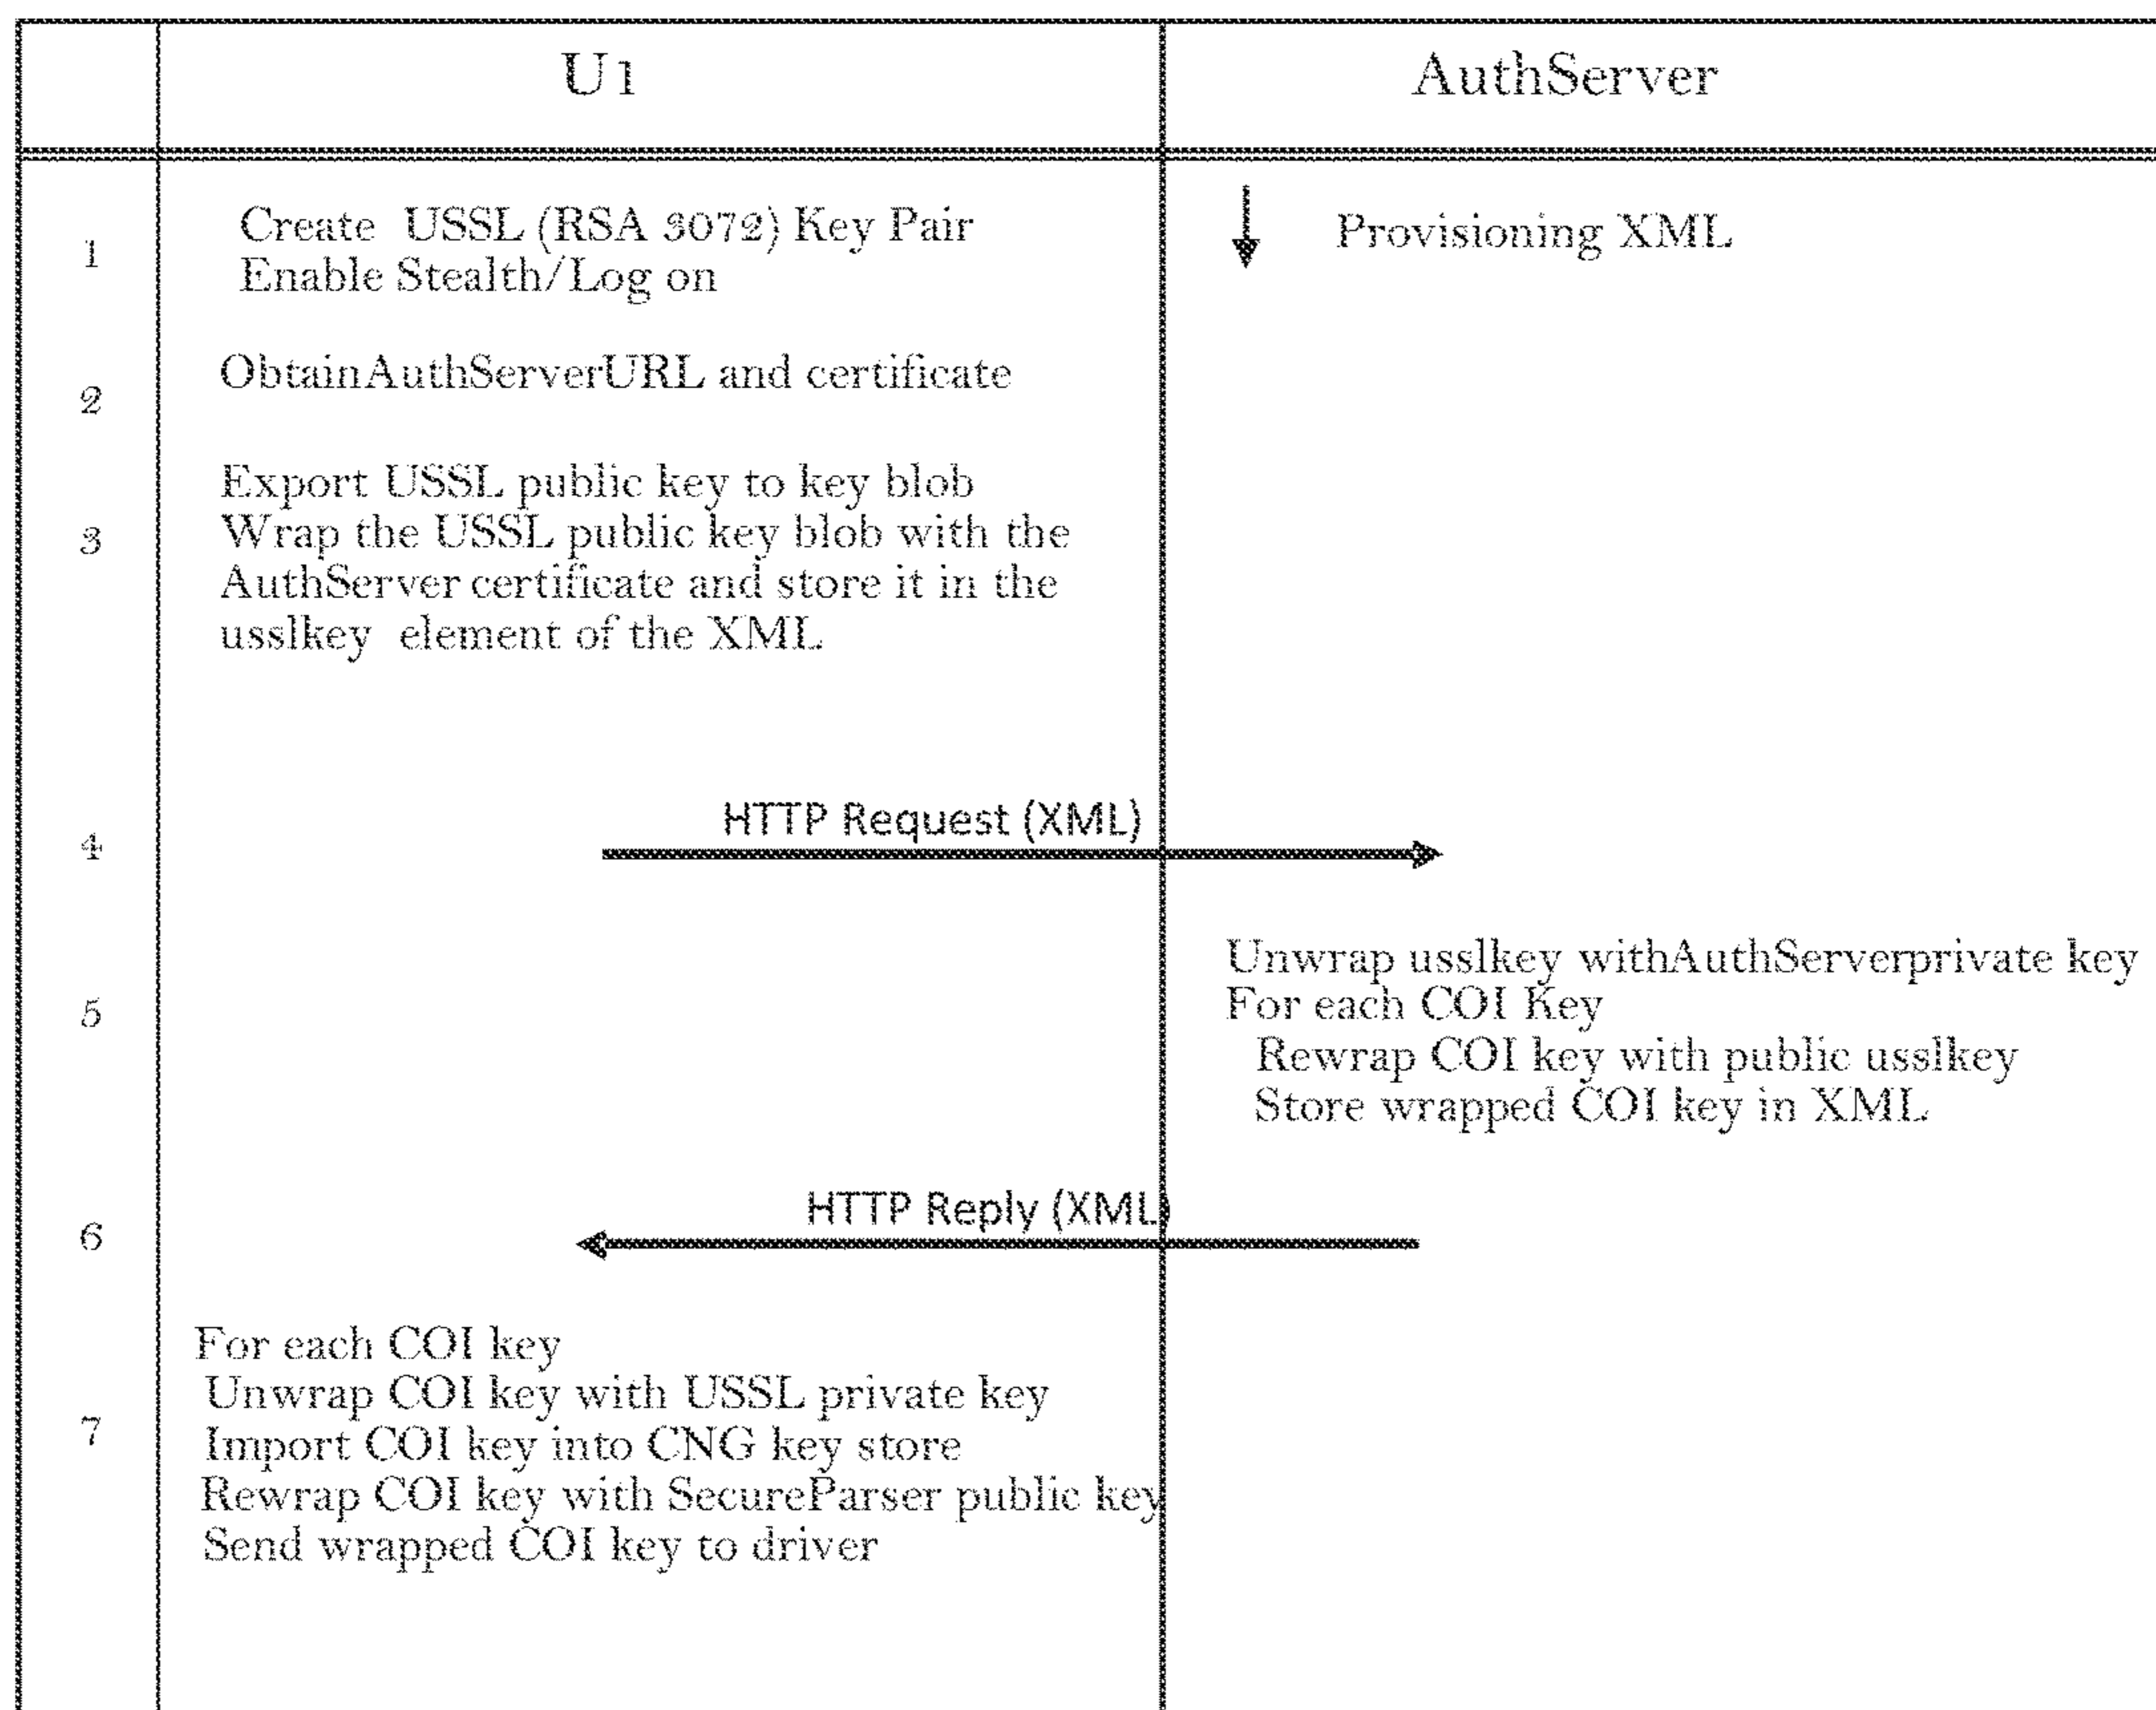 U1
AuthServer
1
Create USSL (RSA 3072) Key Pair
Enable Stealth/Log on
Provisioning XML
2
ObtainAuthServerURL and certificate
3
Export USSL public key to key blob
Wrap the USSL public key blob with the
AuthServer certificate and store it in the
usslkey element of the XML
4
HTTP Request (XML)
5
Unwrap usslkey withAuthServerprivate key
For each COI Key
Rewrap COI key with public usslkey
Store wrapped COI key in XML
6
HTTP Reply (XML)
7
For each COI key
Unwrap COI key with USSL private key
Import COI key into CNG key store
Rewrap COI key with SecureParser public key
Send wrapped COI key to driver